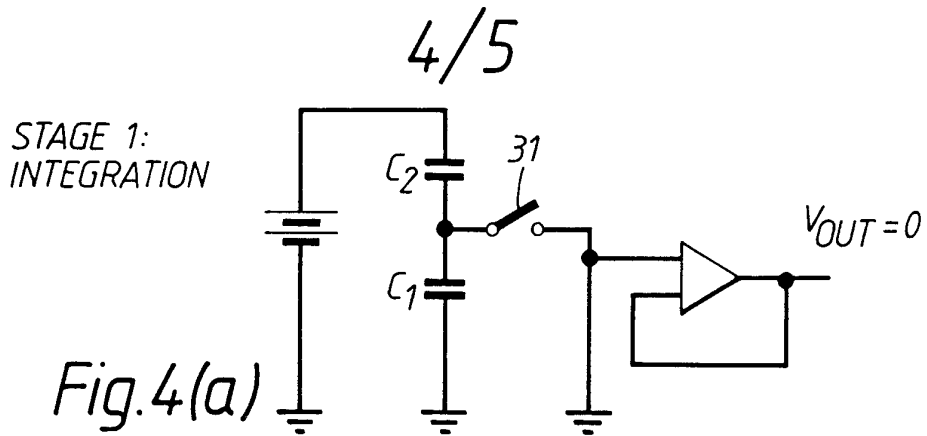 4/5
STAGE 1:
INTEGRATION
C2
31
VOUT=0
C1
Fig.4(a)